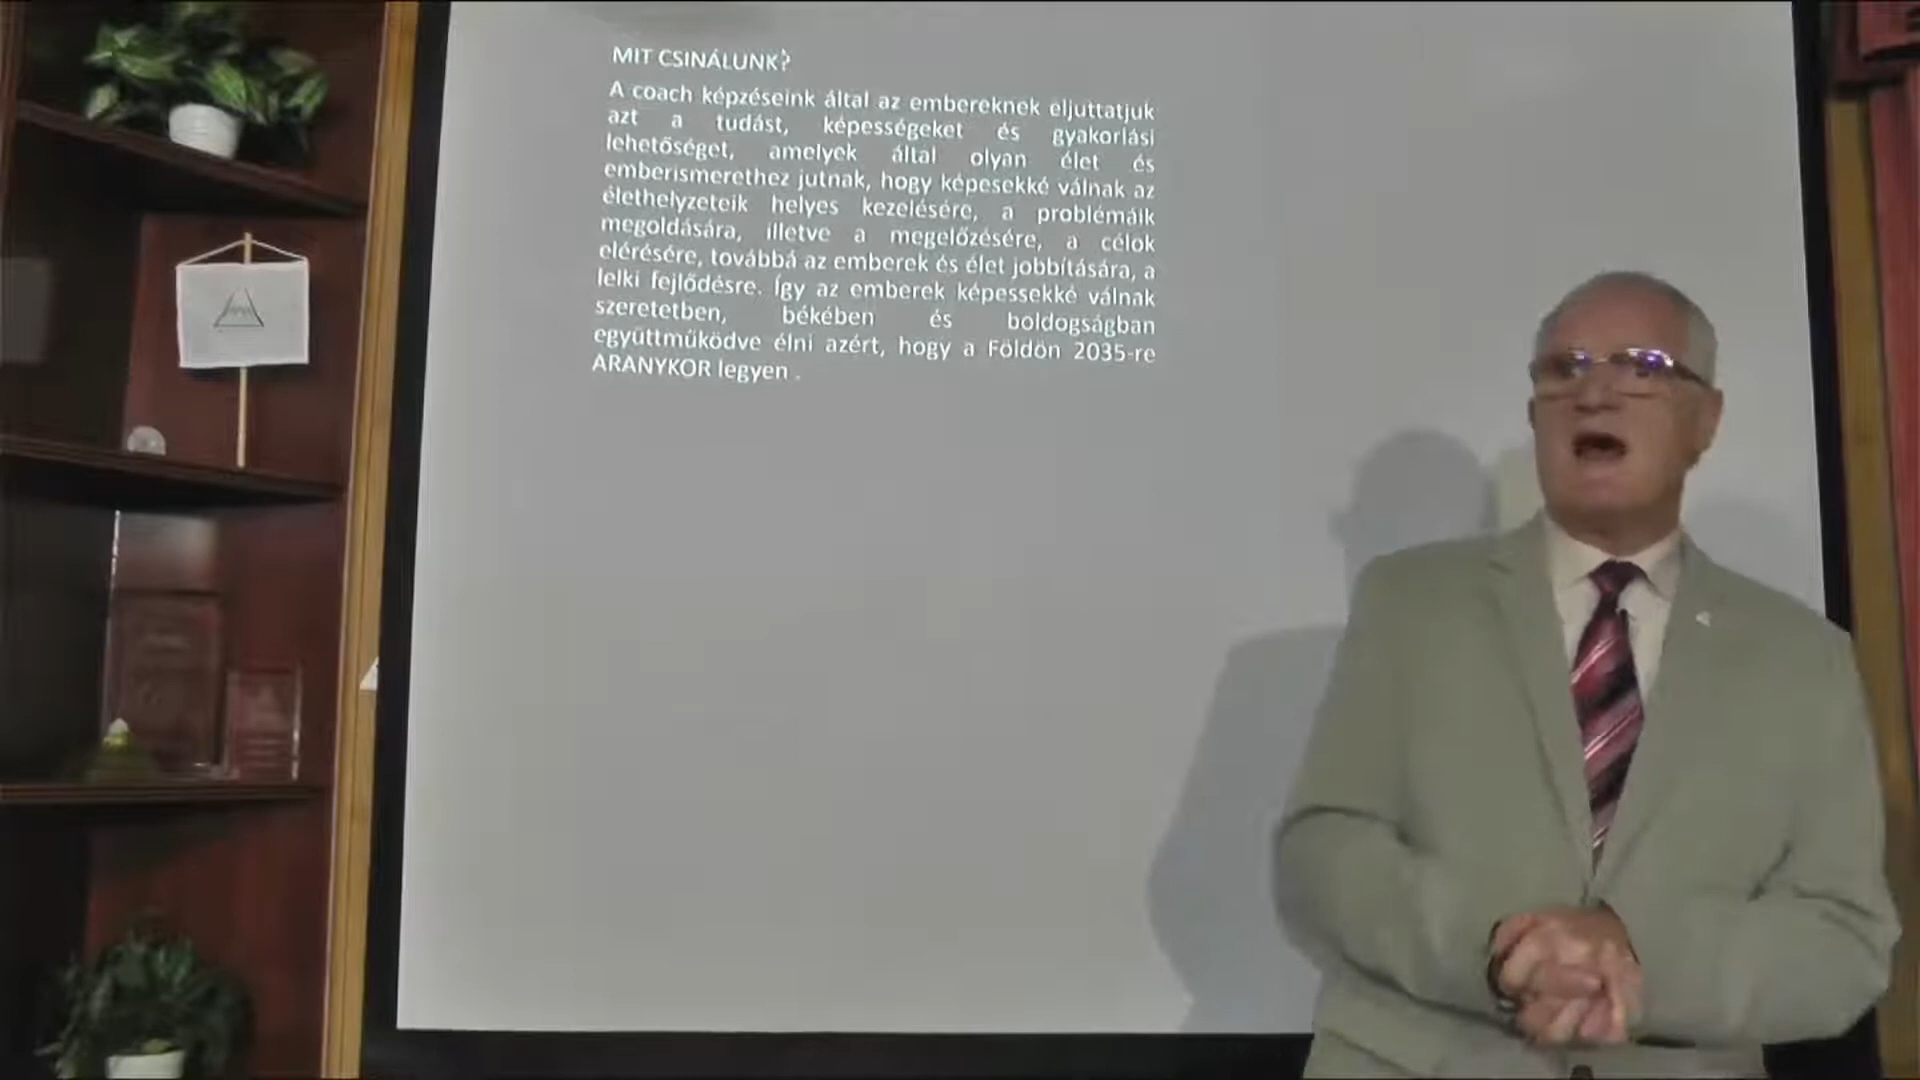 MIT CSINÁLUNK?
A coach képzéseink által az embereknek eljuttatjuk
azt a tudást, képességeket és gyakorlási
lehetőséget, amelyek által olyan élet és
emberismerethez jutnak, hogy képesekké válnak az
élethelyzeteik helyes kezelésére, a problémáik
megoldására, illetve a megelőzésére, a célok
elérésére, továbbá az emberek és élet jobbítására, a
lelki fejlődésre. Így az emberek képessekké válnak
szeretetben, békében és boldogságban
együttműködve élni azért, hogy a Földön 2035-re
ARANYKOR legyen .